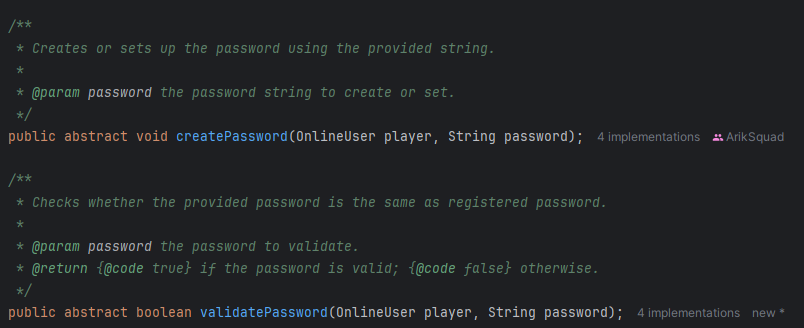 /**
 * Creates or sets up the password using the provided string.
 *
 * @param password the password string to create or set.
 */
public abstract void createPassword(OnlineUser player, String password); 4 implementations ArikSquad
/**
 * Checks whether the provided password is the same as registered password.
 *
 * @param password the password to validate.
 * @return {@code true} if the password is valid; {@code false} otherwise.
 */
public abstract boolean validatePassword(OnlineUser player, String password); 4 implementations new *